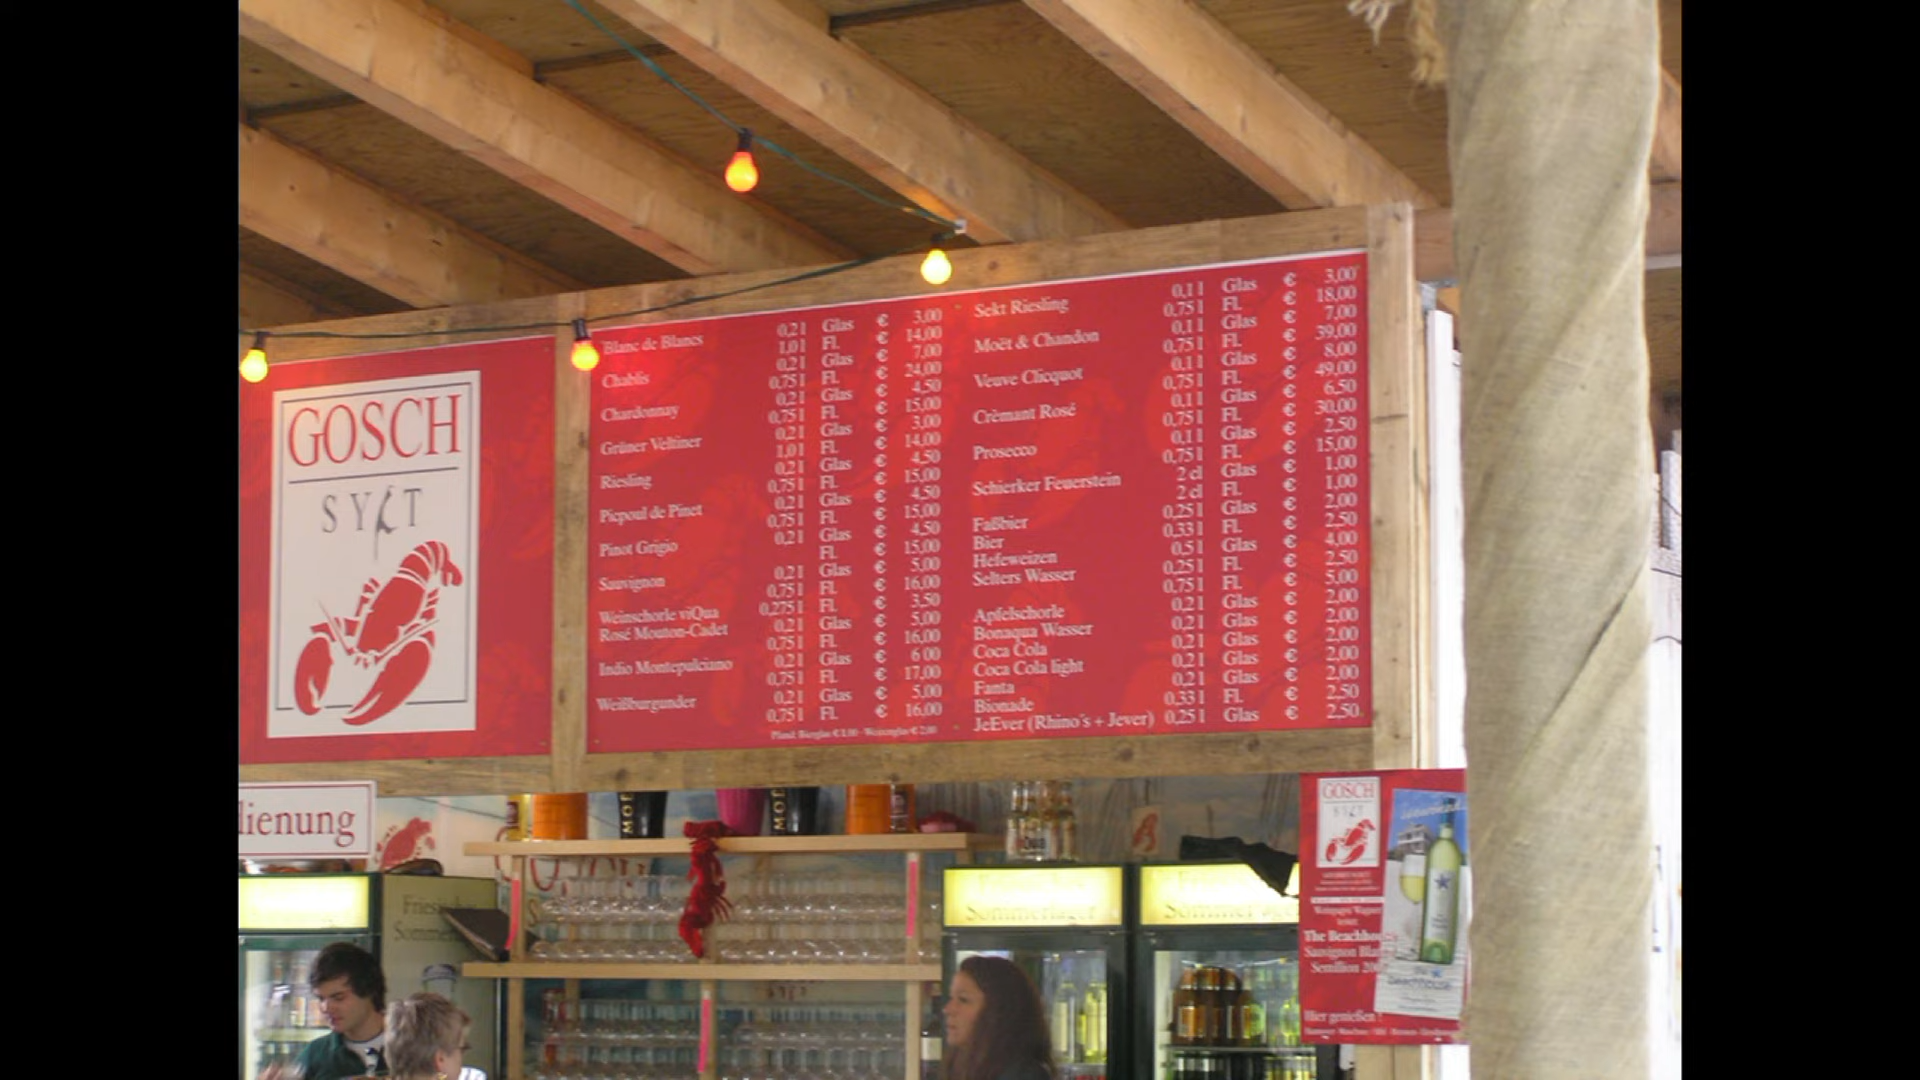 GOSCH
SYLT
Blanc de Blancs 0,2 l Glas € 3,00
1,0 l Fl. € 14,00
Chablis 0,2 l Glas € 7,00
0,75 l Fl. € 24,00
Chardonnay 0,2 l Glas € 4,50
0,75 l Fl. € 15,00
Grüner Veltiner 0,2 l Glas € 3,00
1,0 l Fl. € 14,00
Riesling 0,2 l Glas € 4,50
0,75 l Fl. € 15,00
Picpoul de Pinet 0,2 l Glas € 4,50
0,75 l Fl. € 15,00
Pinot Grigio 0,2 l Glas € 4,50
Fl. € 15,00
Sauvignon 0,2 l Glas € 5,00
0,75 l Fl. € 16,00
Weinschorle viQua 0,275 l Fl. € 3,50
Rosé Mouton-Cadet 0,2 l Glas € 5,00
0,75 l Fl. € 16,00
Indio Montepulciano 0,2 l Glas € 6 00
0,75 l Fl. € 17,00
Weißburgunder 0,2 l Glas € 5,00
0,75 l Fl. € 16,00
Pfand: Bierglas € 1,00 - Weizenglas € 2,00
Sekt Riesling 0,1 l Glas € 3,00
0,75 l Fl. € 18,00
Moët & Chandon 0,1 l Glas € 7,00
0,75 l Fl. € 39,00
Veuve Clicquot 0,1 l Glas € 8,00
0,75 l Fl. € 49,00
Crèmant Rosé 0,1 l Glas € 6,50
0,75 l Fl. € 30,00
Prosecco 0,1 l Glas € 2,50
0,75 l Fl. € 15,00
Schierker Feuerstein 2 cl Glas € 1,00
2 cl Fl. € 1,00
Faßbier 0,25 l Glas € 2,00
Bier 0,33 l Fl. € 2,50
Hefeweizen 0,5 l Glas € 4,00
Selters Wasser 0,25 l Fl. € 2,50
0,75 l Fl. € 5,00
Apfelschorle 0,2 l Glas € 2,00
Bonaqua Wasser 0,2 l Glas € 2,00
Coca Cola 0,2 l Glas € 2,00
Coca Cola light 0,2 l Glas € 2,00
Fanta 0,2 l Glas € 2,00
Bionade 0,33 l Fl. € 2,50
JeEver (Rhino's + Jever) 0,25 l Glas € 2,50
dienung
GOSCH
SYLT
The Beachhouse
Sauvignon Bla
Semillon 20
Hier genießen
Sommerlager